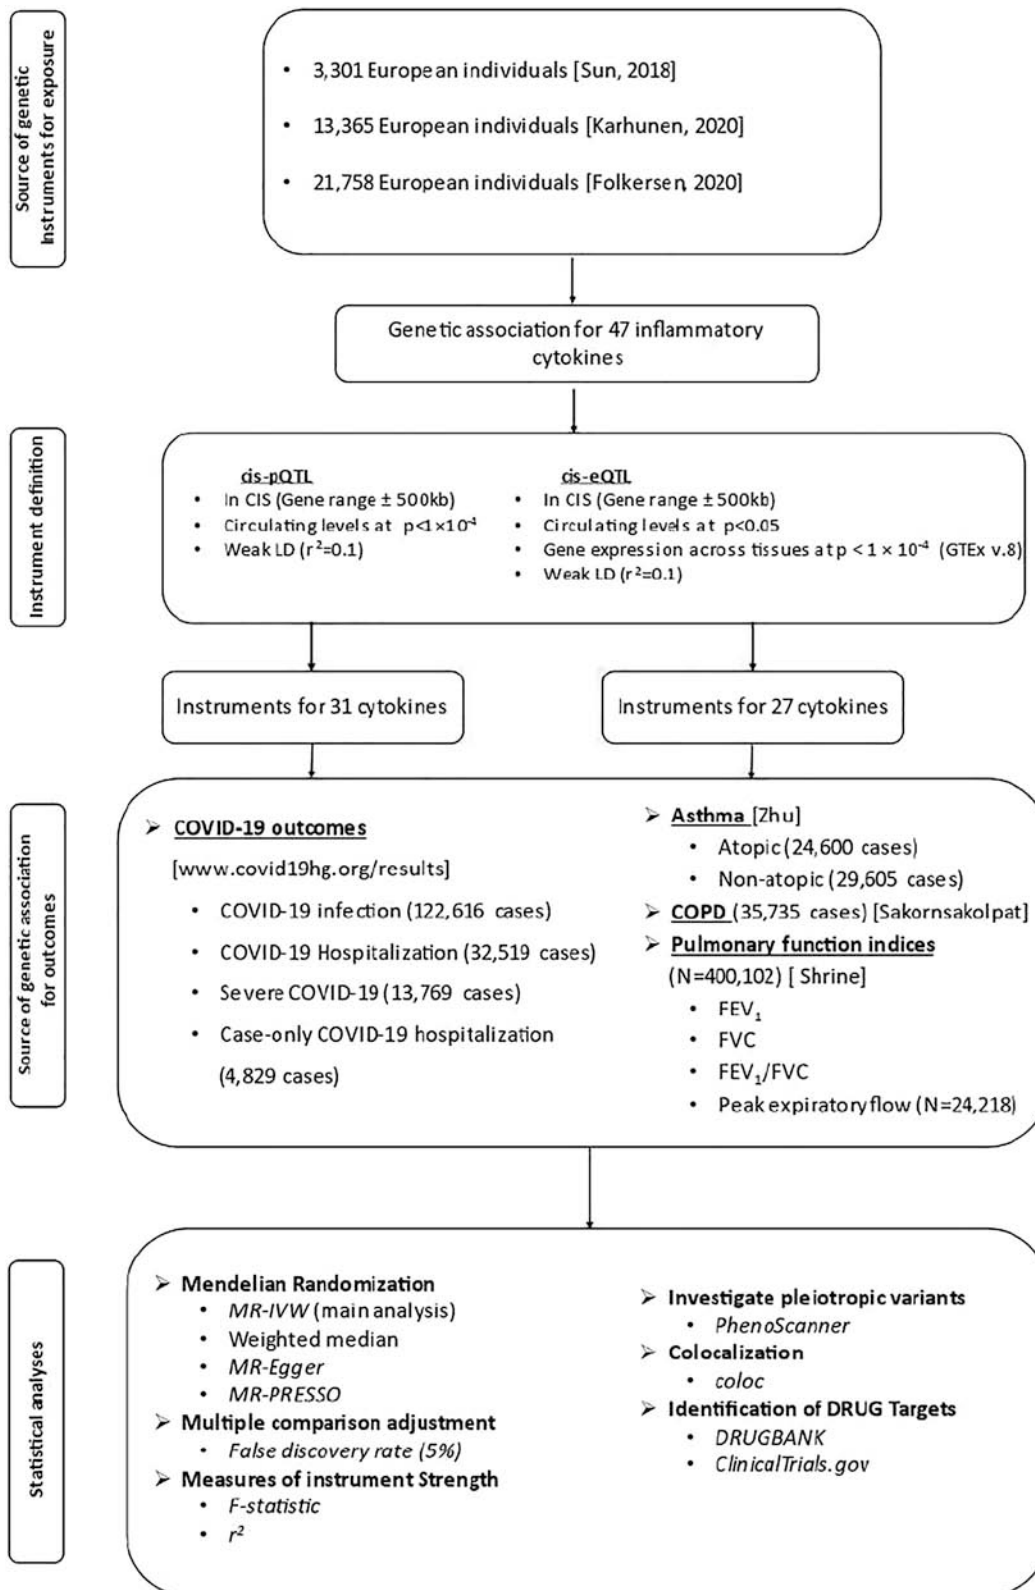 Source of genetic
Instruments for exposure
• 3,301 European individuals [Sun, 2018]
• 13,365 European individuals [Karhunen, 2020]
• 21,758 European individuals [Folkersen, 2020]
Genetic association for 47 inflammatory
cytokines
Instrument definition
cis-pQTL
• In CIS (Gene range ± 500kb)
• Circulating levels at p<1×10⁻⁴
• Weak LD (r²=0.1)
cis-eQTL
• In CIS (Gene range ± 500kb)
• Circulating levels at p<0.05
• Gene expression across tissues at p < 1 × 10⁻⁴ (GTEx v.8)
• Weak LD (r²=0.1)
Instruments for 31 cytokines
Instruments for 27 cytokines
Source of genetic association
for outcomes
➢ COVID-19 outcomes
[www.covid19hg.org/results]
• COVID-19 infection (122,616 cases)
• COVID-19 Hospitalization (32,519 cases)
• Severe COVID-19 (13,769 cases)
• Case-only COVID-19 hospitalization
(4,829 cases)
➢ Asthma [Zhu]
• Atopic (24,600 cases)
• Non-atopic (29,605 cases)
➢ COPD (35,735 cases) [Sakornsakolpat]
➢ Pulmonary function indices
(N=400,102) [ Shrine]
• FEV₁
• FVC
• FEV₁/FVC
• Peak expiratory flow (N=24,218)
Statistical analyses
➢ Mendelian Randomization
• MR-IVW (main analysis)
• Weighted median
• MR-Egger
• MR-PRESSO
➢ Multiple comparison adjustment
• False discovery rate (5%)
➢ Measures of instrument Strength
• F-statistic
• r²
➢ Investigate pleiotropic variants
• PhenoScanner
➢ Colocalization
• coloc
➢ Identification of DRUG Targets
• DRUGBANK
• ClinicalTrials.gov